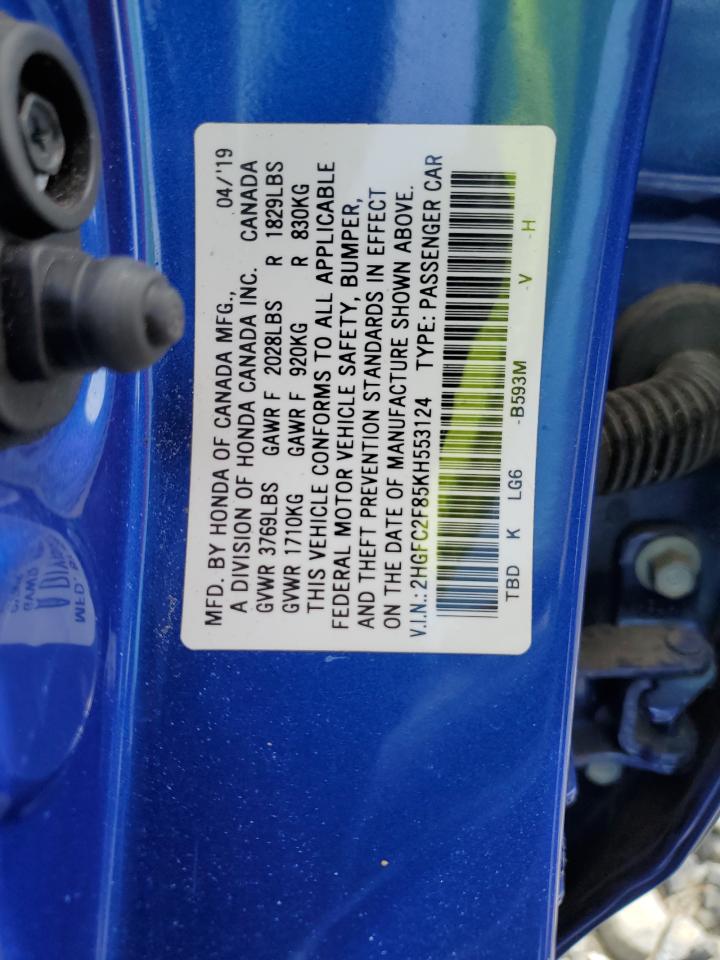 MFD. BY HONDA OF CANADA MFG., 04/'19
A DIVISION OF HONDA CANADA INC. CANADA
GVWR 3769LBS GAWR F 2028LBS R 1829LBS
GVWR 1710KG GAWR F 920KG R 830KG
THIS VEHICLE CONFORMS TO ALL APPLICABLE
FEDERAL MOTOR VEHICLE SAFETY, BUMPER,
AND THEFT PREVENTION STANDARDS IN EFFECT
ON THE DATE OF MANUFACTURE SHOWN ABOVE.
V.I.N.:2HGFC2F85KH553124 TYPE: PASSENGER CAR
TBD K LG6 -B593M -V -H